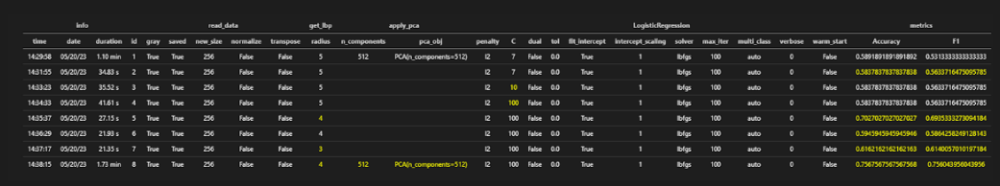 info read_data get_lbp apply_pca LogisticRegression metrics
time date duration id gray saved new_size normalize transpose radius n_components pca_obj penalty C dual tol fit_intercept intercept_scaling solver max_iter multi_class verbose warm_start Accuracy F1
14:29:58 05/20/23 1.10 min 1 True True 256 False False 5 512 PCA(n_components=512) l2 7 False 0.0 True 1 lbfgs 100 auto 0 False 0.5891891891891892 0.5313333333333333
14:31:55 05/20/23 34.83 s 2 True True 256 False False 5 l2 7 False 0.0 True 1 lbfgs 100 auto 0 False 0.5837837837837838 0.5633716475095785
14:33:23 05/20/23 35.52 s 3 True True 256 False False 5 l2 10 False 0.0 True 1 lbfgs 100 auto 0 False 0.5837837837837838 0.5633716475095785
14:34:33 05/20/23 41.61 s 4 True True 256 False False 5 l2 100 False 0.0 True 1 lbfgs 100 auto 0 False 0.5837837837837838 0.5633716475095785
14:35:37 05/20/23 27.15 s 5 True True 256 False False 4 l2 100 False 0.0 True 1 lbfgs 100 auto 0 False 0.7027027027027027 0.6935333273094184
14:36:29 05/20/23 21.93 s 6 True True 256 False False 4 l2 100 False 0.0 True 1 lbfgs 100 auto 0 False 0.5945945945945946 0.5864258249128143
14:37:17 05/20/23 21.35 s 7 True True 256 False False 3 l2 100 False 0.0 True 1 lbfgs 100 auto 0 False 0.6162162162162163 0.6140057010197184
14:38:15 05/20/23 1.73 min 8 True True 256 False False 4 512 PCA(n_components=512) l2 100 False 0.0 True 1 lbfgs 100 auto 0 False 0.7567567567567568 0.756043956043956